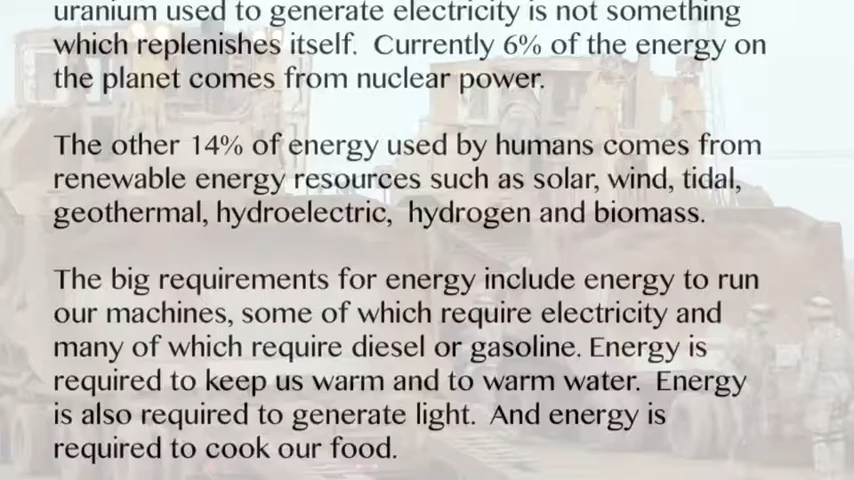 uranium used to generate electricity is not something
which replenishes itself. Currently 6% of the energy on
the planet comes from nuclear power.
The other 14% of energy used by humans comes from
renewable energy resources such as solar, wind, tidal,
geothermal, hydroelectric, hydrogen and biomass.
The big requirements for energy include energy to run
our machines, some of which require electricity and
many of which require diesel or gasoline. Energy is
required to keep us warm and to warm water. Energy
is also required to generate light. And energy is
required to cook our food.